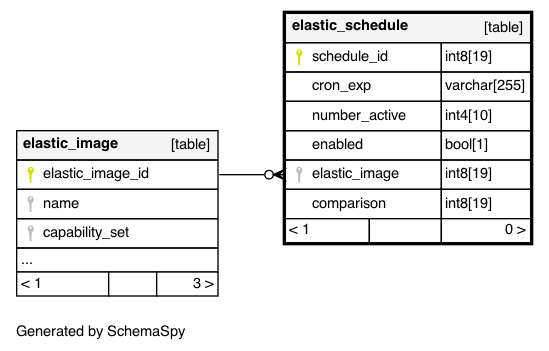 elastic_schedule [table]
schedule_id int8[19]
cron_exp varchar[255]
number_active int4[10]
enabled bool[1]
elastic_image int8[19]
comparison int8[19]
< 1 0 >
elastic_image [table]
elastic_image_id
name
capability_set
...
< 1 3 >
Generated by SchemaSpy